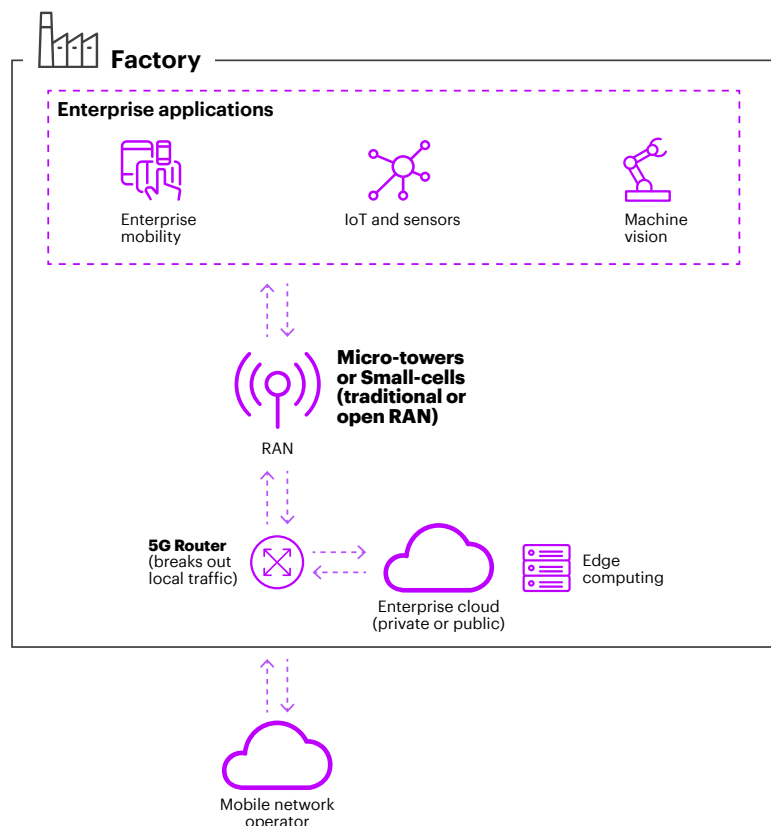 Factory
Enterprise applications
Enterprise
mobility
IoT and sensors
Machine
vision
Micro-towers
or Small-cells
(traditional or
open RAN)
RAN
5G Router
(breaks out
local traffic)
Enterprise cloud
(private or public)
Edge
computing
Mobile network
operator